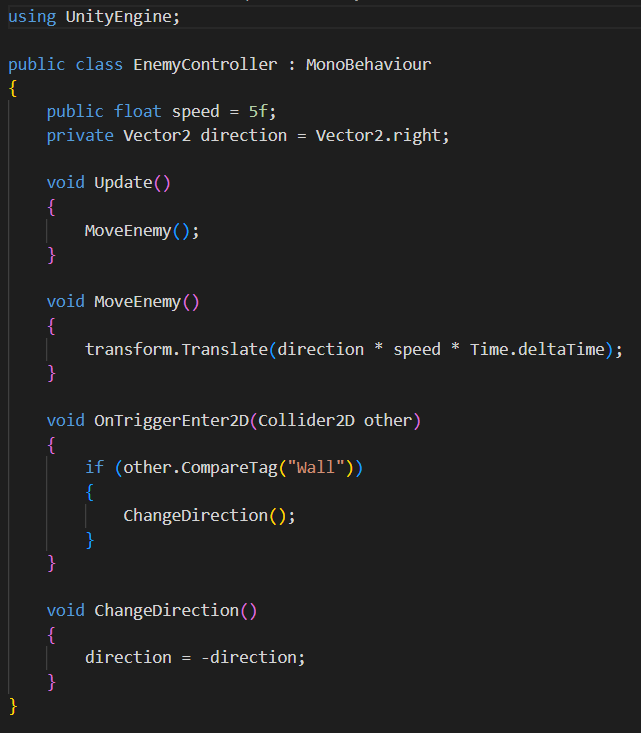 using UnityEngine;
public class EnemyController : MonoBehaviour
{
    public float speed = 5f;
    private Vector2 direction = Vector2.right;
    void Update()
    {
        MoveEnemy();
    }
    void MoveEnemy()
    {
        transform.Translate(direction * speed * Time.deltaTime);
    }
    void OnTriggerEnter2D(Collider2D other)
    {
        if (other.CompareTag("Wall"))
        {
            ChangeDirection();
        }
    }
    void ChangeDirection()
    {
        direction = -direction;
    }
}